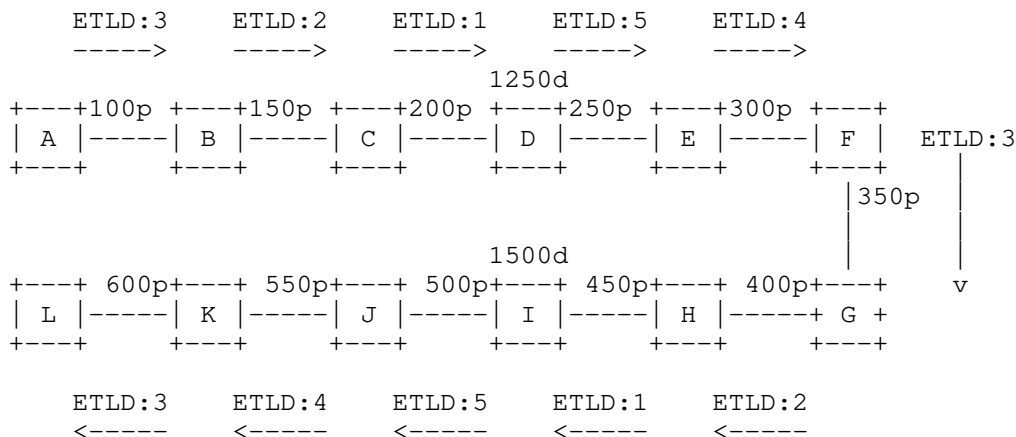 ETLD:3 ETLD:2 ETLD:1 ETLD:5 ETLD:4
-----> -----> -----> -----> ----->
1250d
+---+100p +---+150p +---+200p +---+250p +---+300p +---+
| A |-----| B |-----| C |-----| D |-----| E |-----| F | ETLD:3
+---+ +---+ +---+ +---+ +---+ +---+ |
|350p |
| |
1500d | |
+---+ 600p+---+ 550p+---+ 500p+---+ 450p+---+ 400p+---+ v
| L |-----| K |-----| J |-----| I |-----| H |-----+ G +
+---+ +---+ +---+ +---+ +---+ +---+
ETLD:3 ETLD:4 ETLD:5 ETLD:1 ETLD:2
<----- <----- <----- <----- <-----